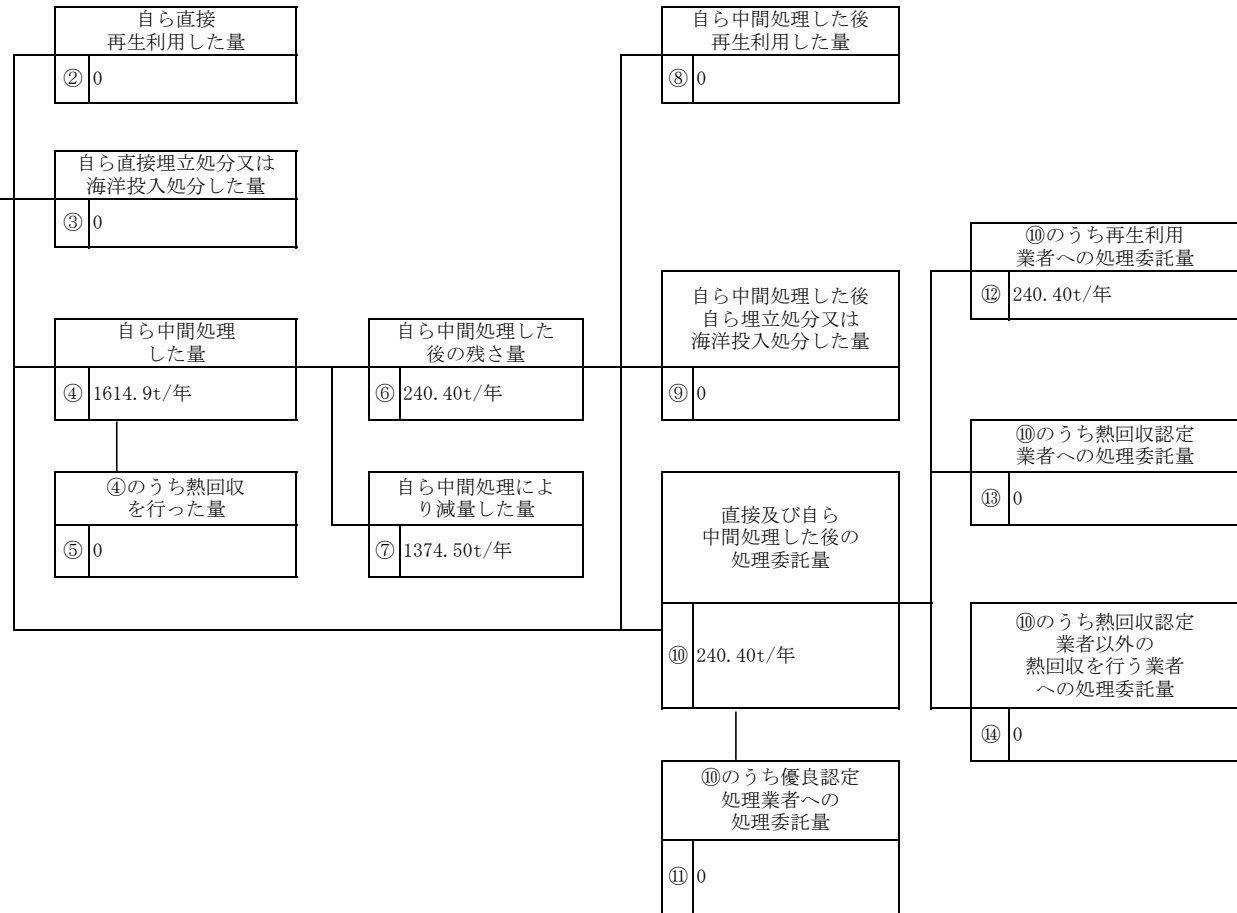 自ら直接
再生利用した量
② 0
自ら中間処理した後
再生利用した量
⑧ 0
自ら直接埋立処分又は
海洋投入処分した量
③ 0
⑩のうち再生利用
業者への処理委託量
⑫ 240.40t/年
自ら中間処理
した量
④ 1614.9t/年
自ら中間処理した
後の残さ量
⑥ 240.40t/年
自ら中間処理した後
自ら埋立処分又は
海洋投入処分した量
⑨ 0
⑩のうち熱回収認定
業者への処理委託量
⑬ 0
④のうち熱回収
を行った量
⑤ 0
自ら中間処理によ
り減量した量
⑦ 1374.50t/年
直接及び自ら
中間処理した後の
処理委託量
⑩ 240.40t/年
⑩のうち熱回収認定
業者以外の
熱回収を行う業者
への処理委託量
⑭ 0
⑩のうち優良認定
処理業者への
処理委託量
⑪ 0